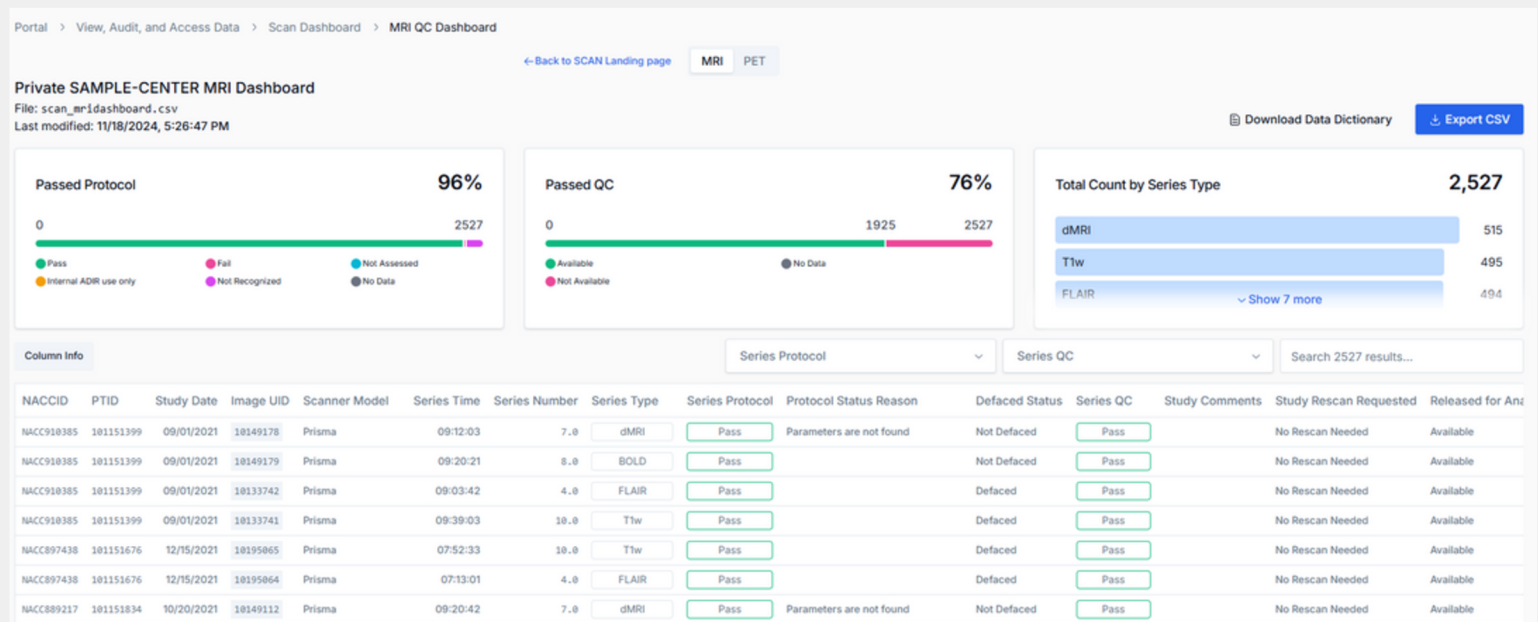 Portal > View, Audit, and Access Data > Scan Dashboard > MRI QC Dashboard
←Back to SCAN Landing page MRI PET
Private SAMPLE-CENTER MRI Dashboard
File: scan_mridashboard.csv
Last modified: 11/18/2024, 5:26:47 PM
Download Data Dictionary Export CSV
Passed Protocol 96%
0 2527
Pass Fail Not Assessed
Internal ADIR use only Not Recognized No Data
Passed QC 76%
0 1925 2527
Available No Data
Not Available
Total Count by Series Type 2,527
dMRI 515
T1w 495
FLAIR 494
Show 7 more
Column Info Series Protocol Series QC Search 2527 results...
NACCID PTID Study Date Image UID Scanner Model Series Time Series Number Series Type Series Protocol Protocol Status Reason Defaced Status Series QC Study Comments Study Rescan Requested Released for Ana
NACC910385 101151399 09/01/2021 10149178 Prisma 09:12:03 7.0 dMRI Pass Parameters are not found Not Defaced Pass No Rescan Needed Available
NACC910385 101151399 09/01/2021 10149179 Prisma 09:20:21 8.0 BOLD Pass Not Defaced Pass No Rescan Needed Available
NACC910385 101151399 09/01/2021 10133742 Prisma 09:03:42 4.0 FLAIR Pass Defaced Pass No Rescan Needed Available
NACC910385 101151399 09/01/2021 10133741 Prisma 09:39:03 10.0 T1w Pass Defaced Pass No Rescan Needed Available
NACC897438 101151676 12/15/2021 10195065 Prisma 07:52:33 10.0 T1w Pass Defaced Pass No Rescan Needed Available
NACC897438 101151676 12/15/2021 10195064 Prisma 07:13:01 4.0 FLAIR Pass Defaced Pass No Rescan Needed Available
NACC889217 101151834 10/20/2021 10149112 Prisma 09:20:42 7.0 dMRI Pass Parameters are not found Not Defaced Pass No Rescan Needed Available